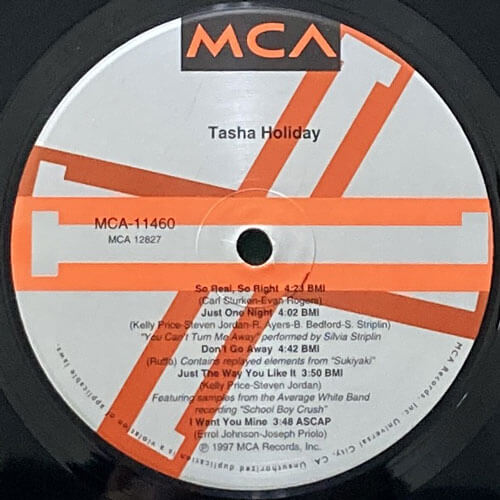 MCA
Tasha Holiday
MCA-11460
MCA 12827
So Real, So Right 4:23 BMI
(Carl Sturken-Evan Rogers)
Just One Night 4:02 BMI
(Kelly Price-Steven Jordan-R. Ayers-B. Bedford-S. Striplin)
"You Can't Turn Me Away" performed by Silvia Striplin
Don't Go Away 4:42 BMI
(Ruffo) Contains replayed elements from "Sukiyaki"
Just The Way You Like It 3:50 BMI
(Kelly Price-Steven Jordan)
Featuring samples from the Average White Band
recording "School Boy Crush"
I Want You Mine 3:48 ASCAP
(Errol Johnson-Joseph Priolo)
℗ 1997 MCA Records, Inc.
MCA Records, Inc. Universal City, CA Unauthorized duplication is a violation of applicable laws.